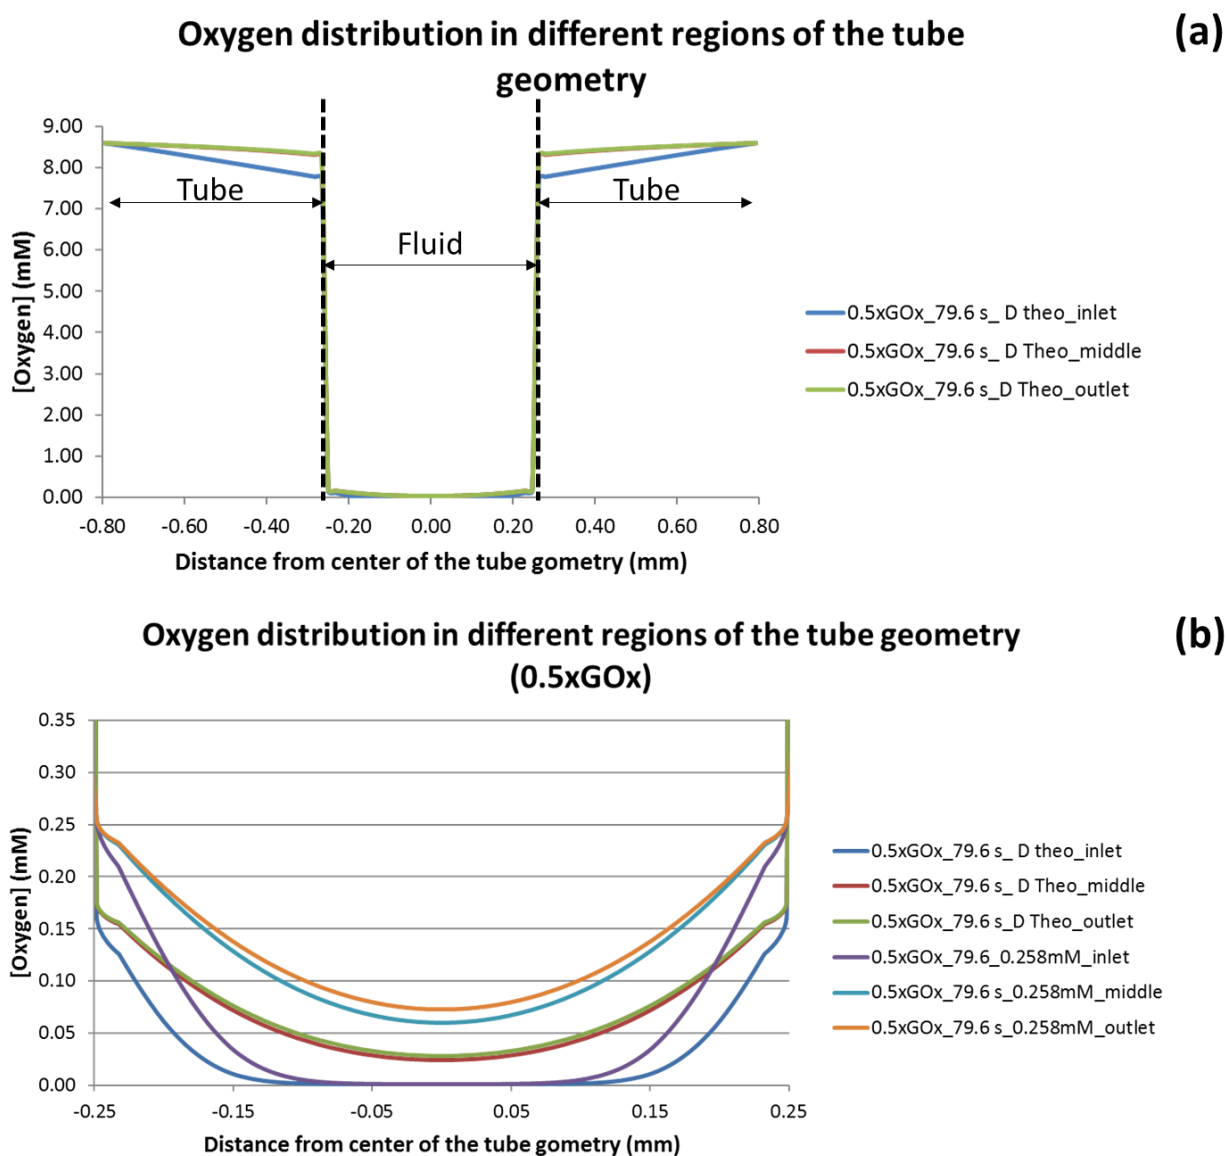 Oxygen distribution in different regions of the tube
geometry
(a)
9.00
8.00
7.00
6.00
5.00
4.00
3.00
2.00
1.00
0.00
[Oxygen] (mM)
Tube
Fluid
Tube
-0.80
-0.60
-0.40
-0.20
0.00
0.20
0.40
0.60
0.80
Distance from center of the tube gometry (mm)
0.5xGOx_79.6 s_ D theo_inlet
0.5xGOx_79.6 s_ D Theo_middle
0.5xGOx_79.6 s_D Theo_outlet
Oxygen distribution in different regions of the tube geometry
(0.5xGOx)
(b)
0.35
0.30
0.25
0.20
0.15
0.10
0.05
0.00
[Oxygen] (mM)
-0.25
-0.15
-0.05
0.05
0.15
0.25
Distance from center of the tube gometry (mm)
0.5xGOx_79.6 s_ D theo_inlet
0.5xGOx_79.6 s_ D Theo_middle
0.5xGOx_79.6 s_D Theo_outlet
0.5xGOx_79.6_0.258mM_inlet
0.5xGOx_79.6 s_0.258mM_middle
0.5xGOx_79.6 s_0.258mM_outlet